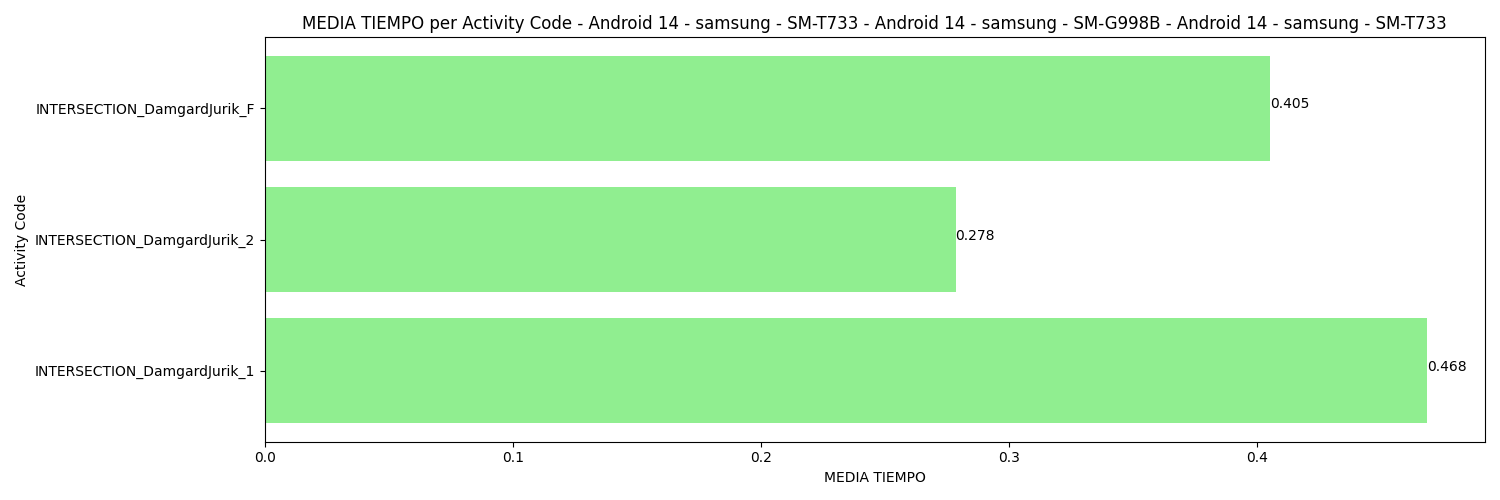 MEDIA TIEMPO per Activity Code - Android 14 - samsung - SM-T733 - Android 14 - samsung - SM-G998B - Android 14 - samsung - SM-T733
INTERSECTION_DamgardJurik_F
0.405
INTERSECTION_DamgardJurik_2
0.278
INTERSECTION_DamgardJurik_1
0.468
Activity Code
0.0 0.1 0.2 0.3 0.4
MEDIA TIEMPO